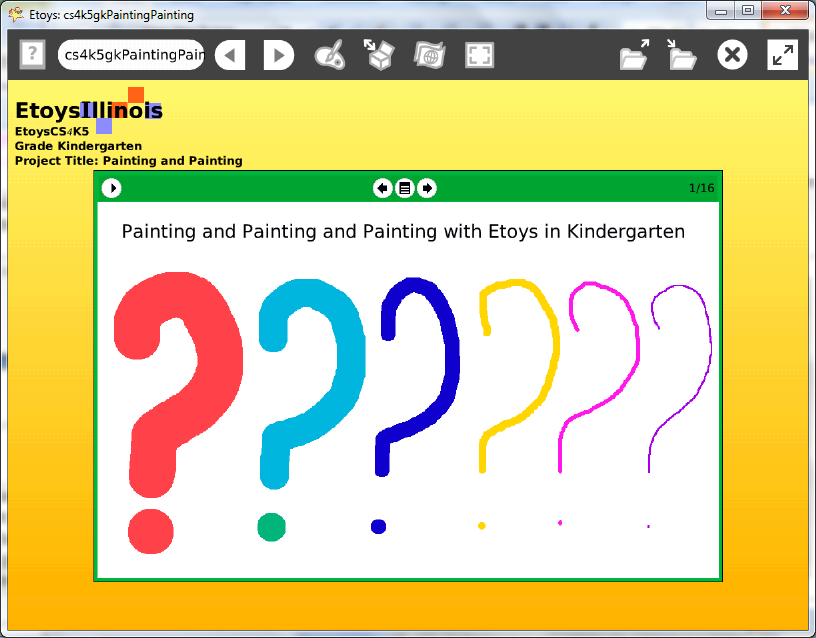 Etoys: cs4k5gkPaintingPainting
?
cs4k5gkPaintingPain
EtoysIllinois
EtoysCS4K5
Grade Kindergarten
Project Title: Painting and Painting
1/16
Painting and Painting and Painting with Etoys in Kindergarten
? ? ? ? ? ?